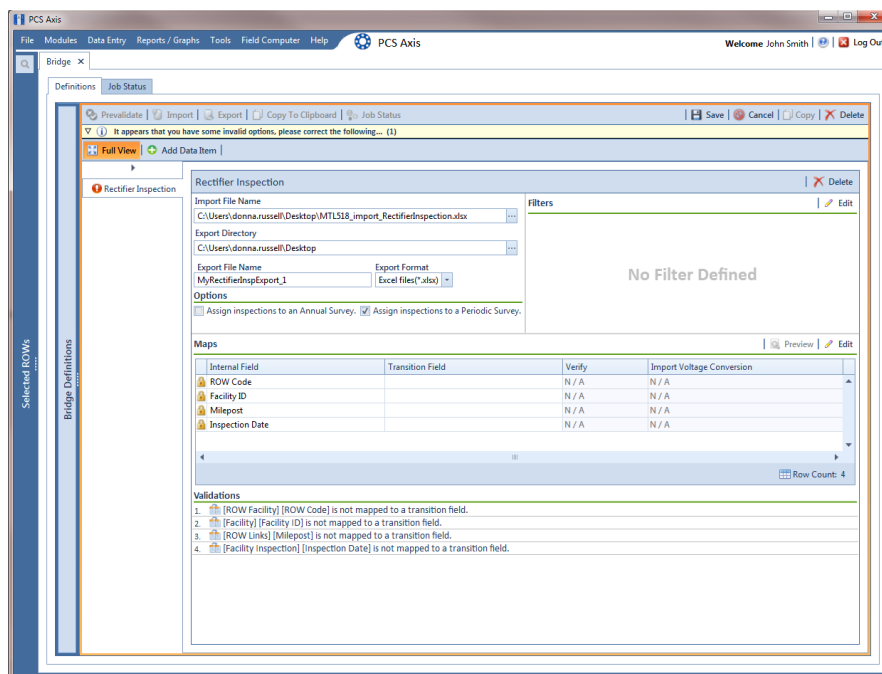 PCS Axis
File Modules Data Entry Reports / Graphs Tools Field Computer Help PCS Axis Welcome John Smith | Log Out
Bridge ×
Definitions Job Status
Prevalidate | Import | Export | Copy To Clipboard | Job Status | Save | Cancel | Copy | Delete
It appears that you have some invalid options, please correct the following... (1)
Full View | Add Data Item |
Rectifier Inspection
Rectifier Inspection | Delete
Import File Name
C:\Users\donna.russell\Desktop\MTL518_import_RectifierInspection.xlsx ...
Export Directory
C:\Users\donna.russell\Desktop ...
Export File Name Export Format
MyRectifierInspExport_1 Excel files(*.xlsx)
Options
Assign inspections to an Annual Survey. Assign inspections to a Periodic Survey.
Filters | Edit
No Filter Defined
Maps | Preview | Edit
Internal Field Transition Field Verify Import Voltage Conversion
ROW Code N / A N / A
Facility ID N / A N / A
Milepost N / A N / A
Inspection Date N / A N / A
Row Count: 4
Validations
1. [ROW Facility] [ROW Code] is not mapped to a transition field.
2. [Facility] [Facility ID] is not mapped to a transition field.
3. [ROW Links] [Milepost] is not mapped to a transition field.
4. [Facility Inspection] [Inspection Date] is not mapped to a transition field.
Selected ROWs
Bridge Definitions